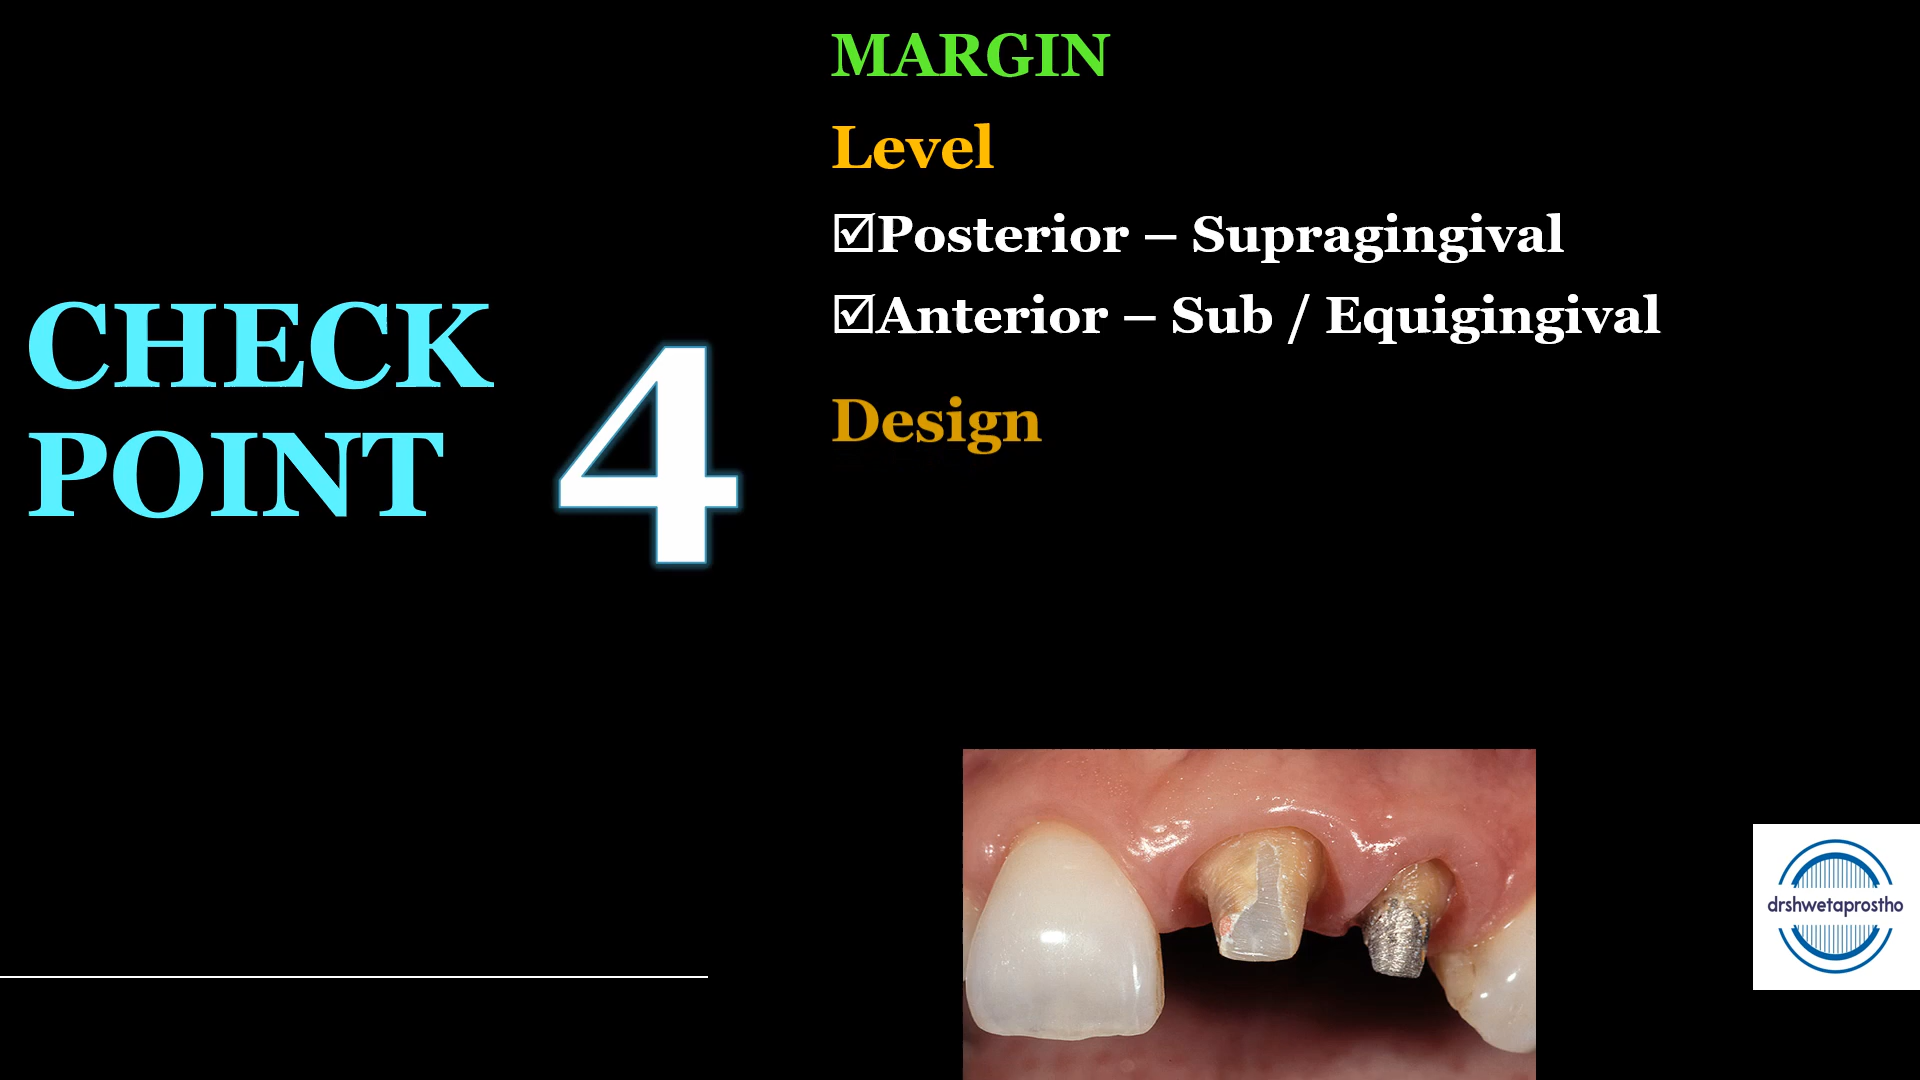 CHECK
POINT
4
MARGIN
Level
☑Posterior – Supragingival
☑Anterior – Sub / Equigingival
Design
drshwetaprostho